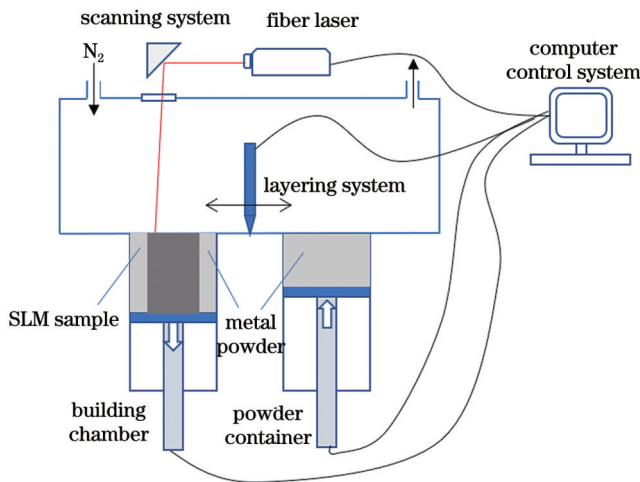 scanning system
fiber laser
N₂
computer
control system
layering system
SLM sample
metal
powder
building
chamber
powder
container